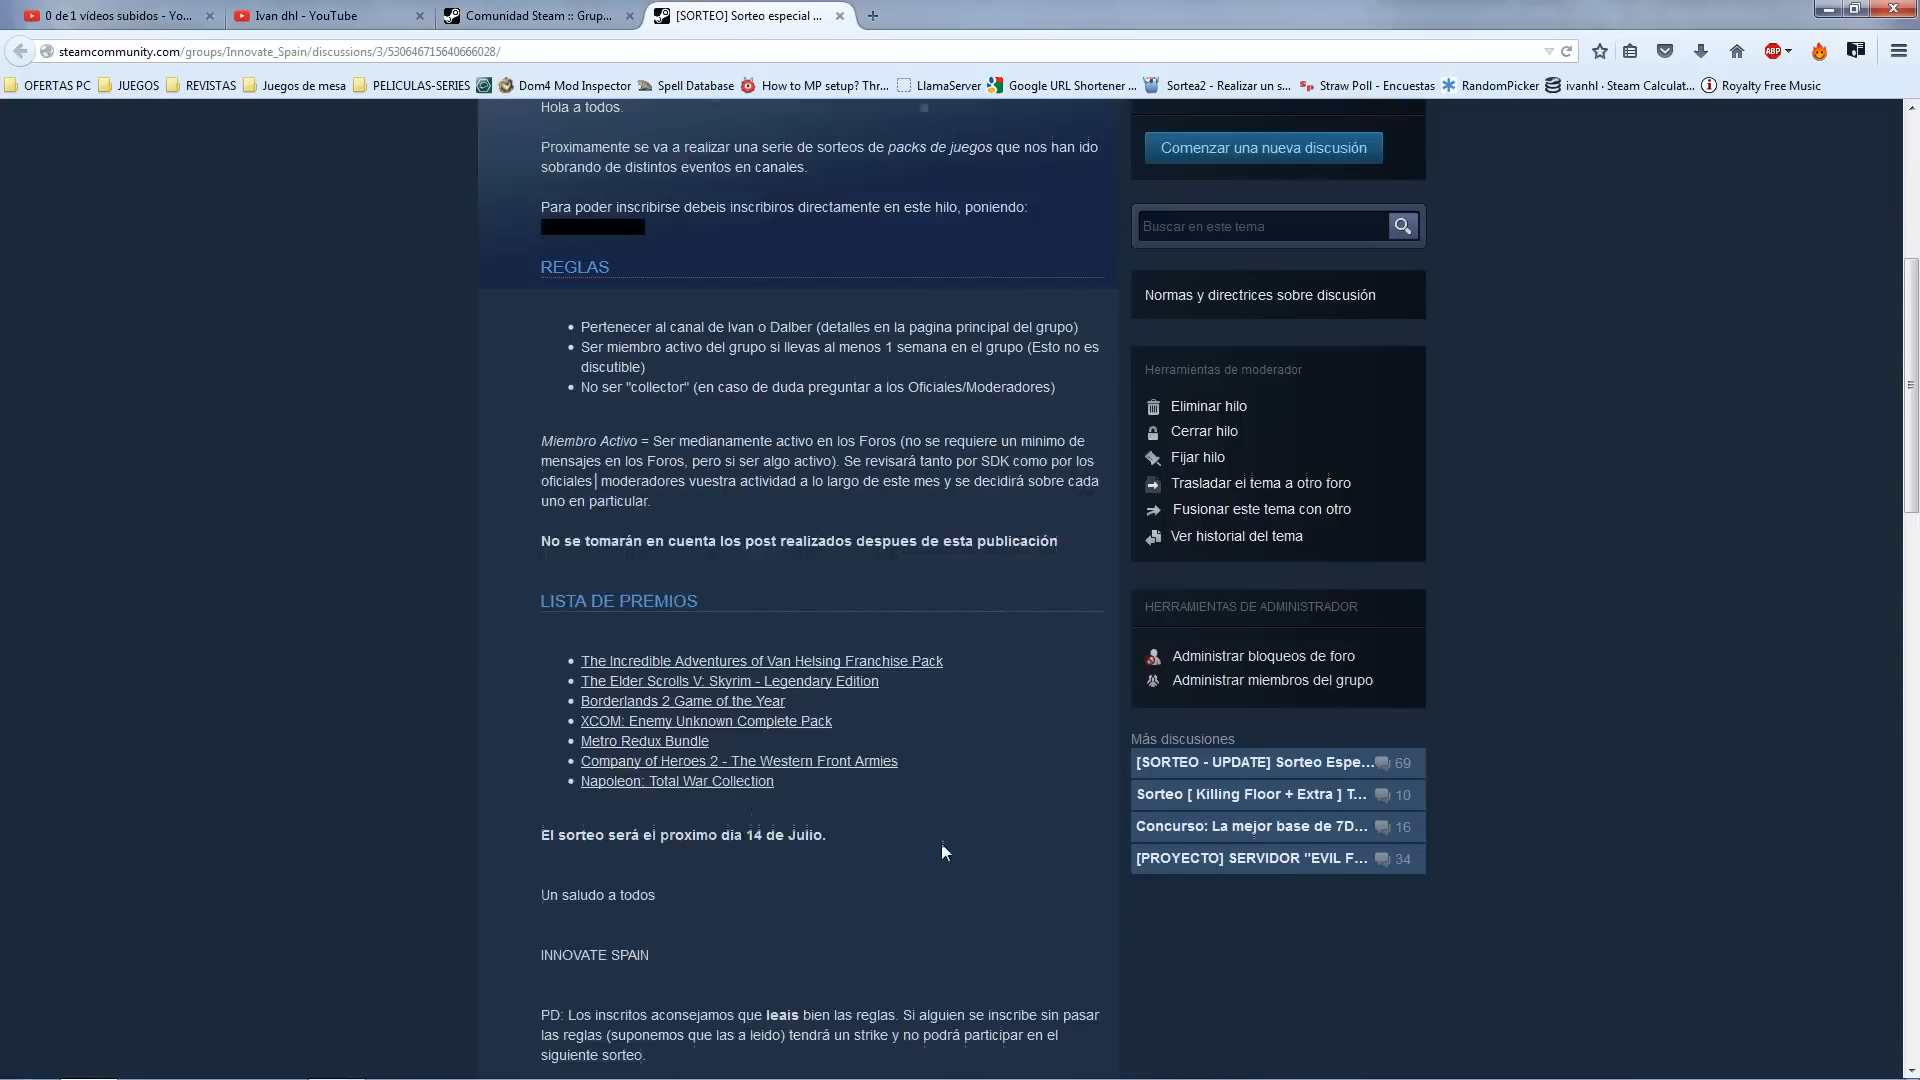 0 de 1 vídeos subidos - Yo...
Ivan dhl - YouTube
Comunidad Steam :: Grup...
[SORTEO] Sorteo especial ...
steamcommunity.com/groups/Innovate_Spain/discussions/3/530646715640666028/
ABP
OFERTAS PC
JUEGOS
REVISTAS
Juegos de mesa
PELICULAS-SERIES
Dom4 Mod Inspector
Spell Database
How to MP setup? Thr...
LlamaServer
Google URL Shortener ...
Sortea2 - Realizar un s...
Straw Poll - Encuestas
RandomPicker
ivanhl · Steam Calculat...
Royalty Free Music
Hola a todos.
Proximamente se va a realizar una serie de sorteos de packs de juegos que nos han ido
sobrando de distintos eventos en canales.
Para poder inscribirse debeis inscribiros directamente en este hilo, poniendo:
REGLAS
• Pertenecer al canal de Ivan o Dalber (detalles en la pagina principal del grupo)
• Ser miembro activo del grupo si llevas al menos 1 semana en el grupo (Esto no es
discutible)
• No ser "collector" (en caso de duda preguntar a los Oficiales/Moderadores)
Miembro Activo = Ser medianamente activo en los Foros (no se requiere un minimo de
mensajes en los Foros, pero si ser algo activo). Se revisará tanto por SDK como por los
oficiales|moderadores vuestra actividad a lo largo de este mes y se decidirá sobre cada
uno en particular.
No se tomarán en cuenta los post realizados despues de esta publicación
LISTA DE PREMIOS
• The Incredible Adventures of Van Helsing Franchise Pack
• The Elder Scrolls V: Skyrim - Legendary Edition
• Borderlands 2 Game of the Year
• XCOM: Enemy Unknown Complete Pack
• Metro Redux Bundle
• Company of Heroes 2 - The Western Front Armies
• Napoleon: Total War Collection
El sorteo será el proximo dia 14 de Julio.
Un saludo a todos
INNOVATE SPAIN
PD: Los inscritos aconsejamos que leais bien las reglas. Si alguien se inscribe sin pasar
las reglas (suponemos que las a leido) tendrá un strike y no podrá participar en el
siguiente sorteo.
Comenzar una nueva discusión
Buscar en este tema
Normas y directrices sobre discusión
Herramientas de moderador
Eliminar hilo
Cerrar hilo
Fijar hilo
Trasladar el tema a otro foro
Fusionar este tema con otro
Ver historial del tema
HERRAMIENTAS DE ADMINISTRADOR
Administrar bloqueos de foro
Administrar miembros del grupo
Más discusiones
[SORTEO - UPDATE] Sorteo Espe... 69
Sorteo [ Killing Floor + Extra ] T... 10
Concurso: La mejor base de 7D... 16
[PROYECTO] SERVIDOR "EVIL F... 34